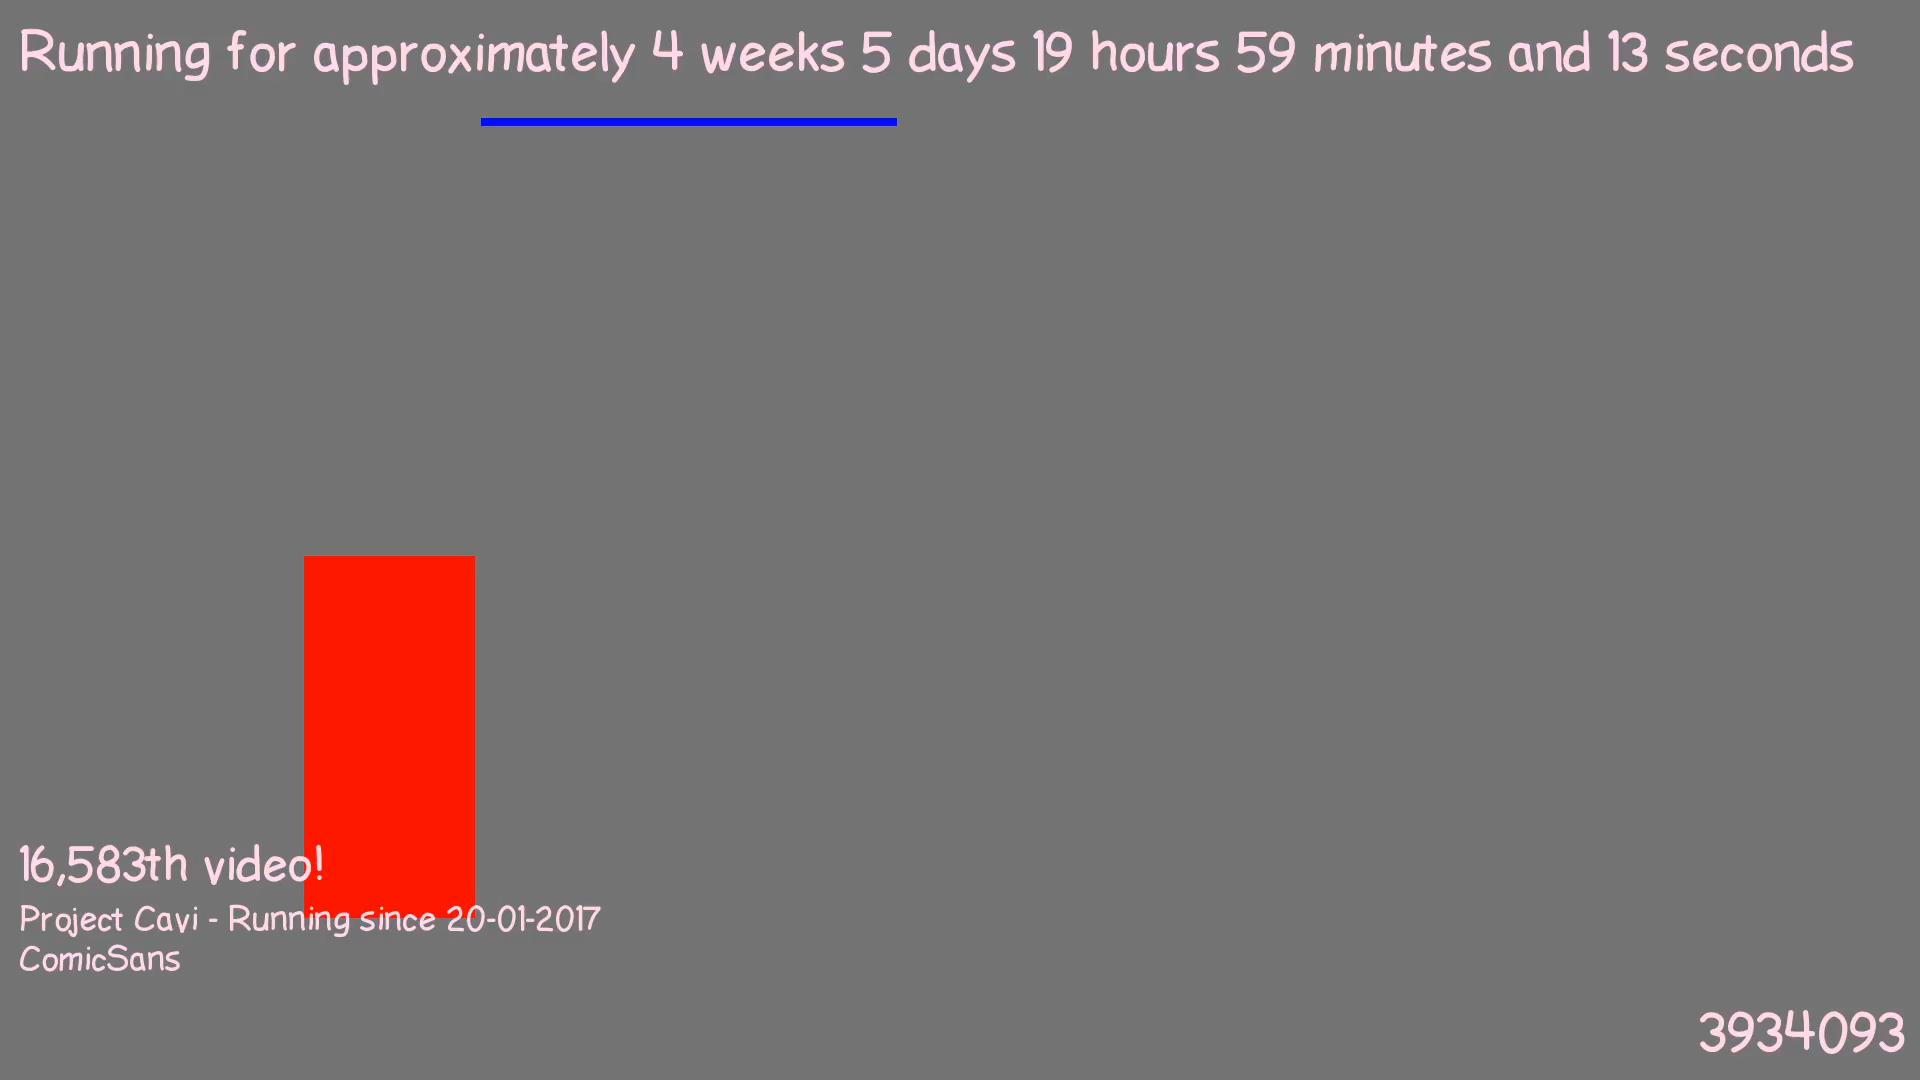 Running for approximately 4 weeks 5 days 19 hours 59 minutes and 13 seconds
16,583th video!
Project Cavi - Running since 20-01-2017
ComicSans
3934093